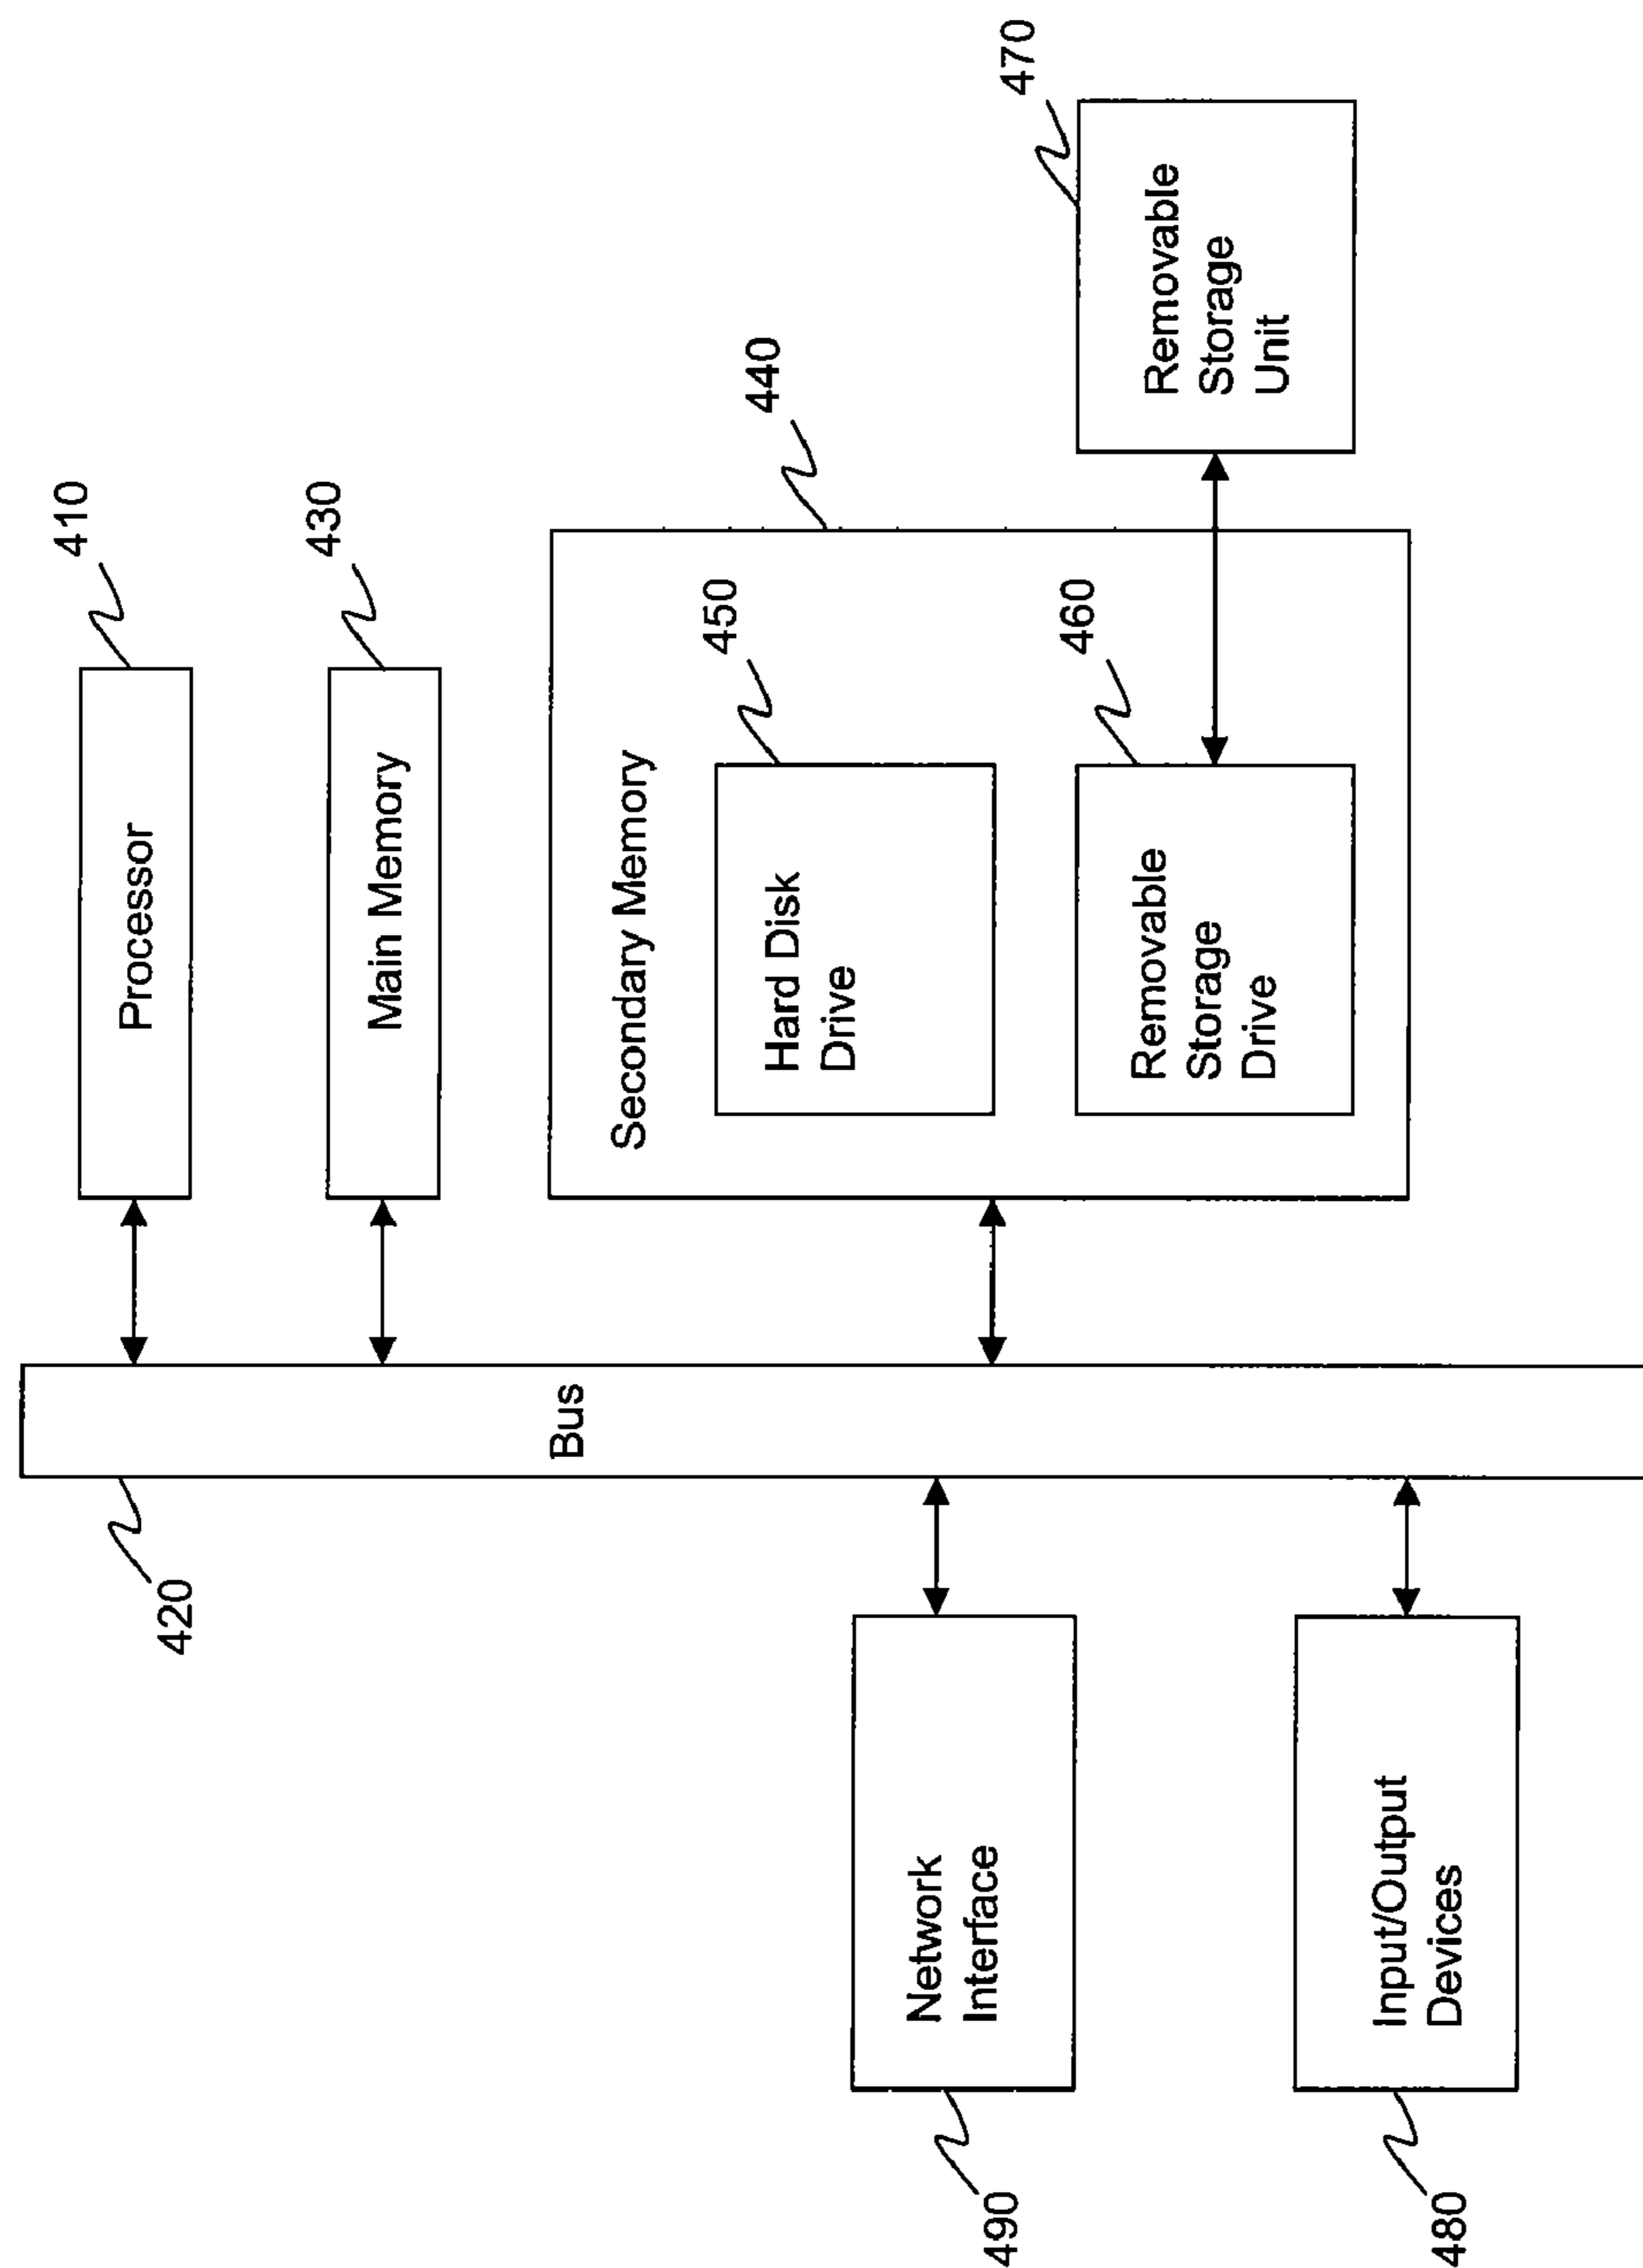 410
Processor
430
Main Memory
440
Secondary Memory
450
Hard Disk
Drive
460
Removable
Storage
Drive
470
Removable
Storage
Unit
420
Bus
Network
Interface
490
Input/Output
Devices
480